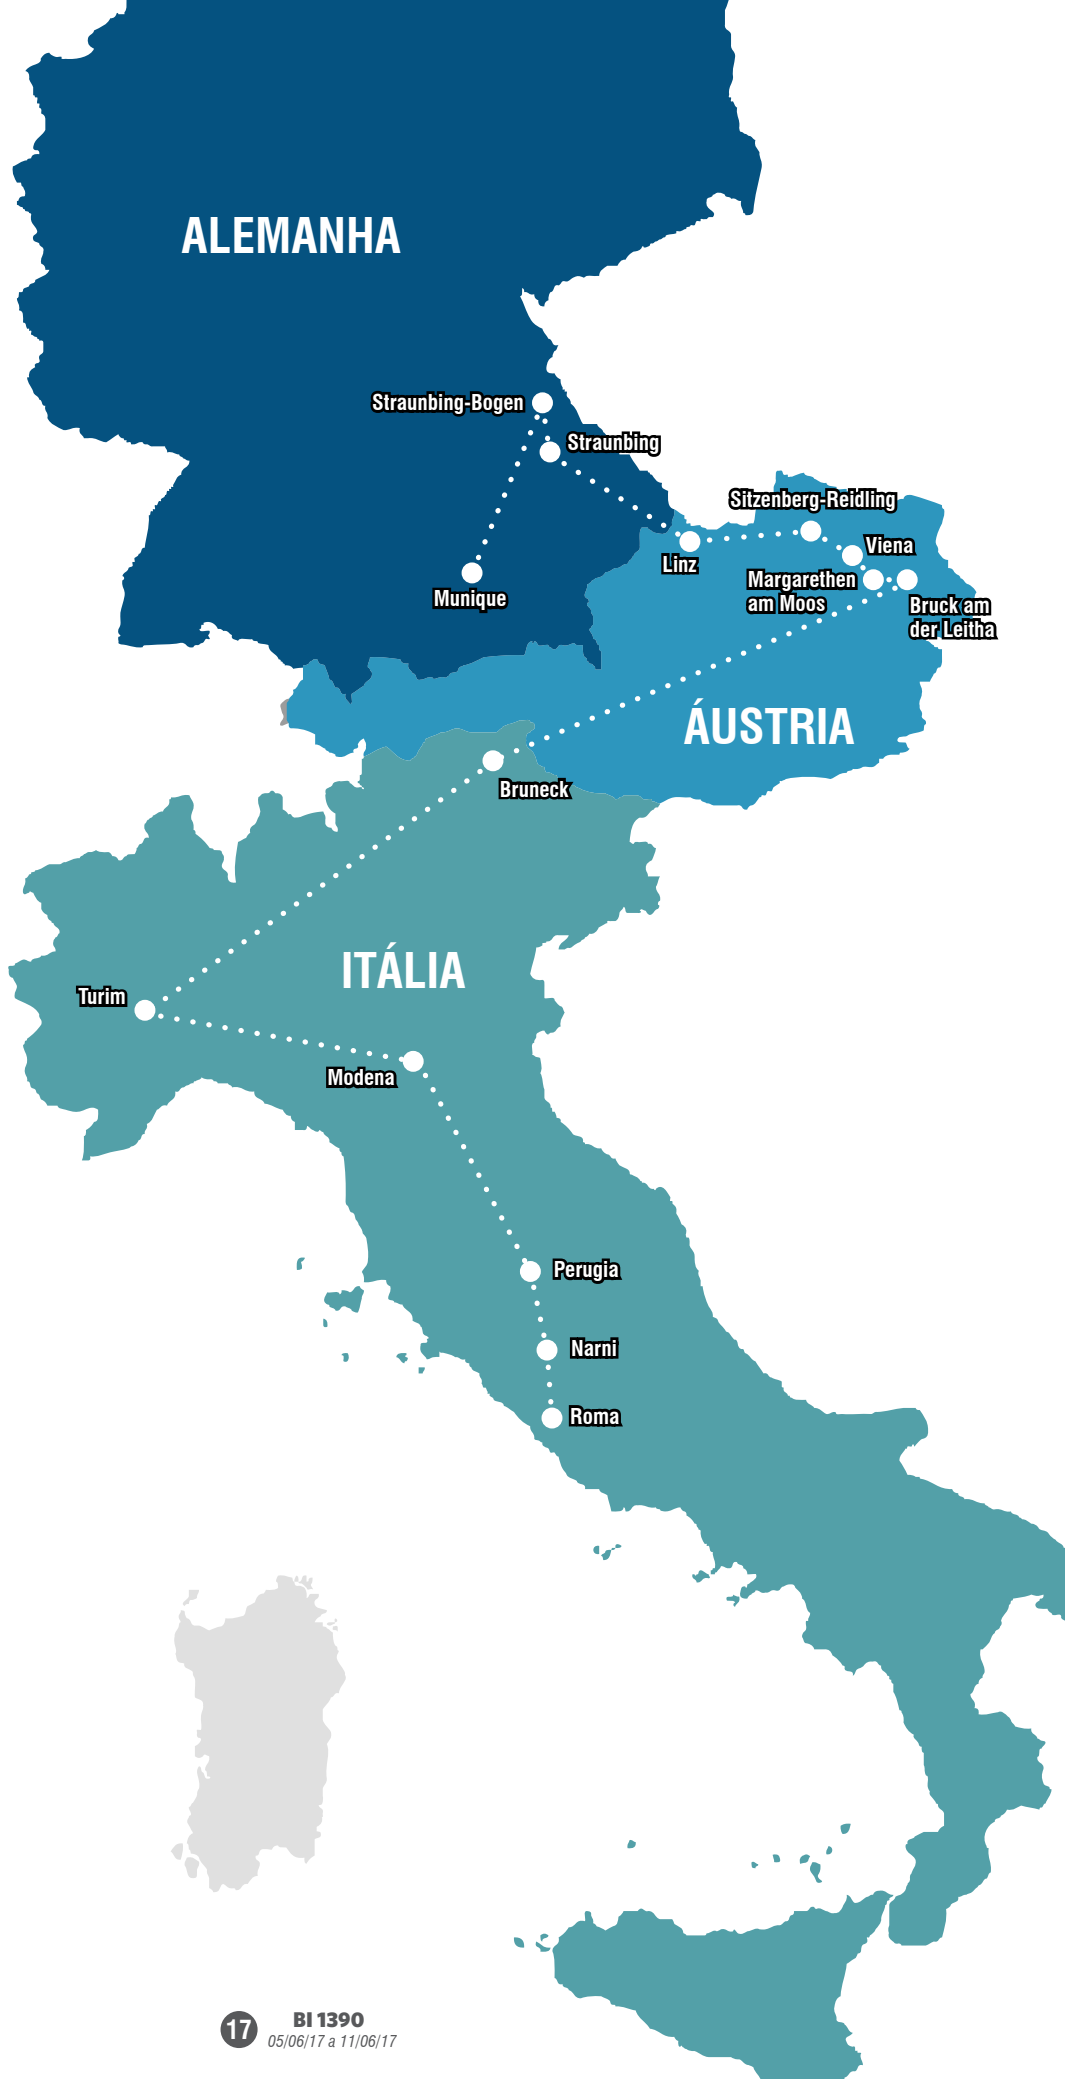 ALEMANHA
Straunbing-Bogen
Straunbing
Sitzenberg-Reidling
Viena
Linz
Margarethen
am Moos
Munique
Bruck am
der Leitha
ÁUSTRIA
Bruneck
ITÁLIA
Turim
Modena
Perugia
Narni
Roma
17
BI 1390
05/06/17 a 11/06/17